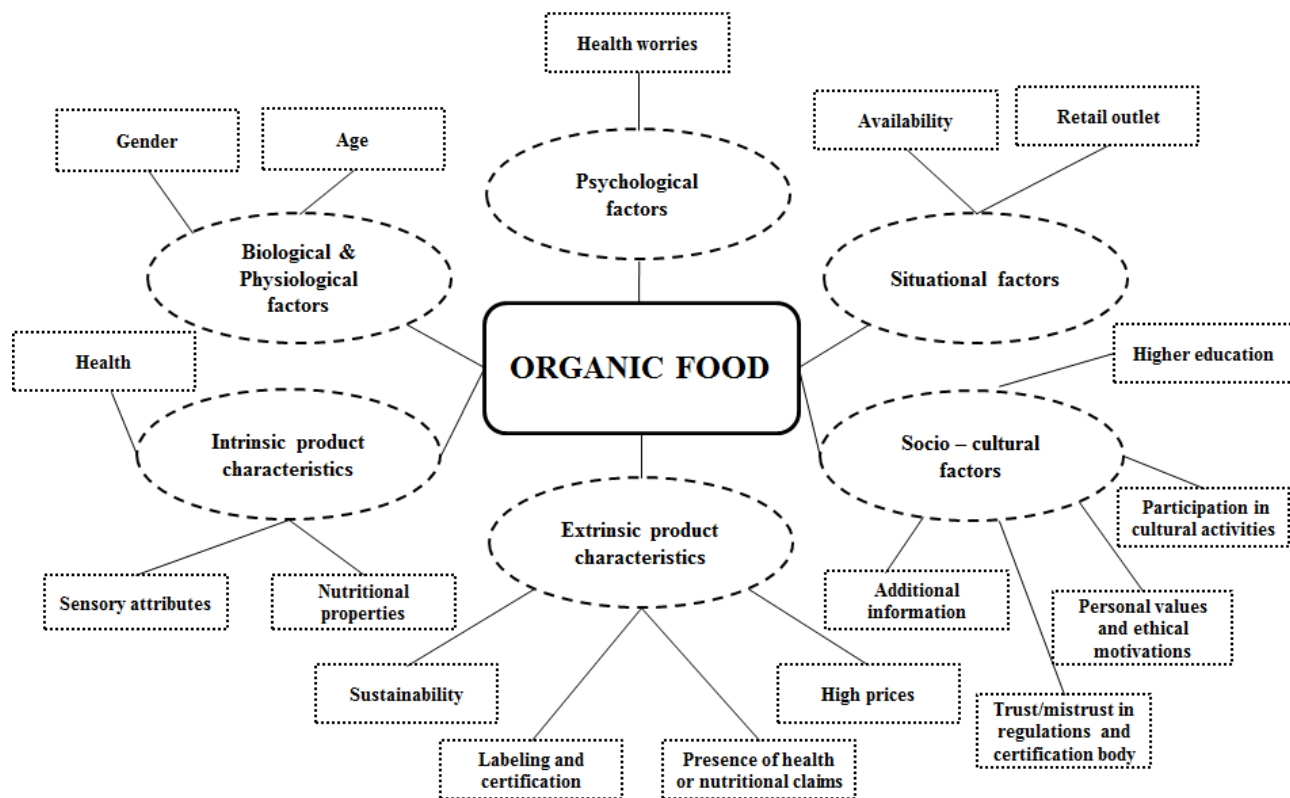 Health worries
Gender
Age
Availability
Retail outlet
Psychological
factors
Biological &
Physiological
factors
Situational factors
Health
ORGANIC FOOD
Higher education
Intrinsic product
characteristics
Socio – cultural
factors
Extrinsic product
characteristics
Participation in
cultural activities
Sensory attributes
Nutritional
properties
Additional
information
Personal values
and ethical
motivations
Sustainability
High prices
Trust/mistrust in
regulations and
certification body
Labeling and
certification
Presence of health
or nutritional claims